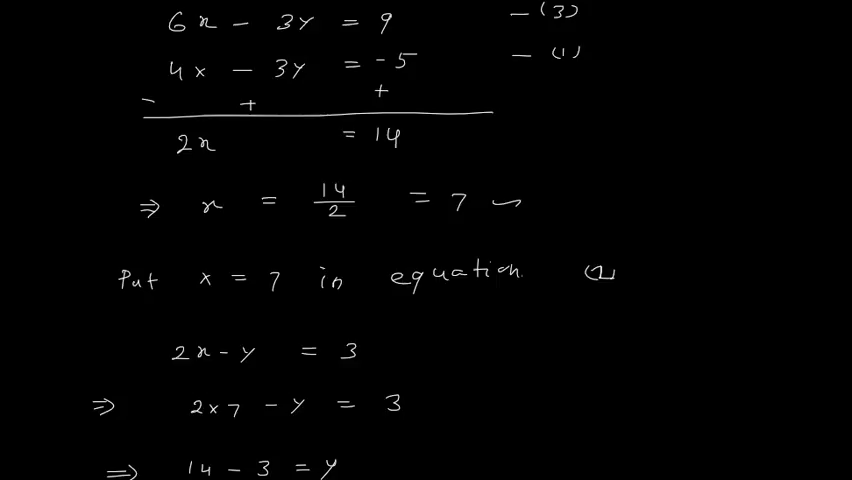 6x - 3y = 9 - (3)
4x - 3y = -5 - (1)
- + +
2x = 14
⇒ x = 14/2 = 7
Put x = 7 in equation (2)
2x - y = 3
⇒ 2×7 - y = 3
⇒ 14 - 3 = y